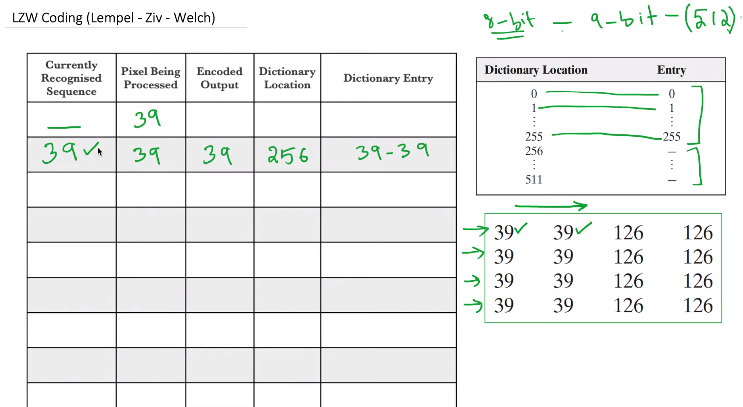 LZW Coding (Lempel - Ziv - Welch)
8-bit - 9-bit - (512)
Currently Recognised Sequence Pixel Being Processed Encoded Output Dictionary Location Dictionary Entry
— 39
39 ✓ 39 39 256 39-39
Dictionary Location Entry
0 0
1 1
⋮ ⋮
255 255
256 —
⋮ ⋮
511 —
→
→ 39 ✓ 39 ✓ 126 126
→ 39 39 126 126
→ 39 39 126 126
→ 39 39 126 126